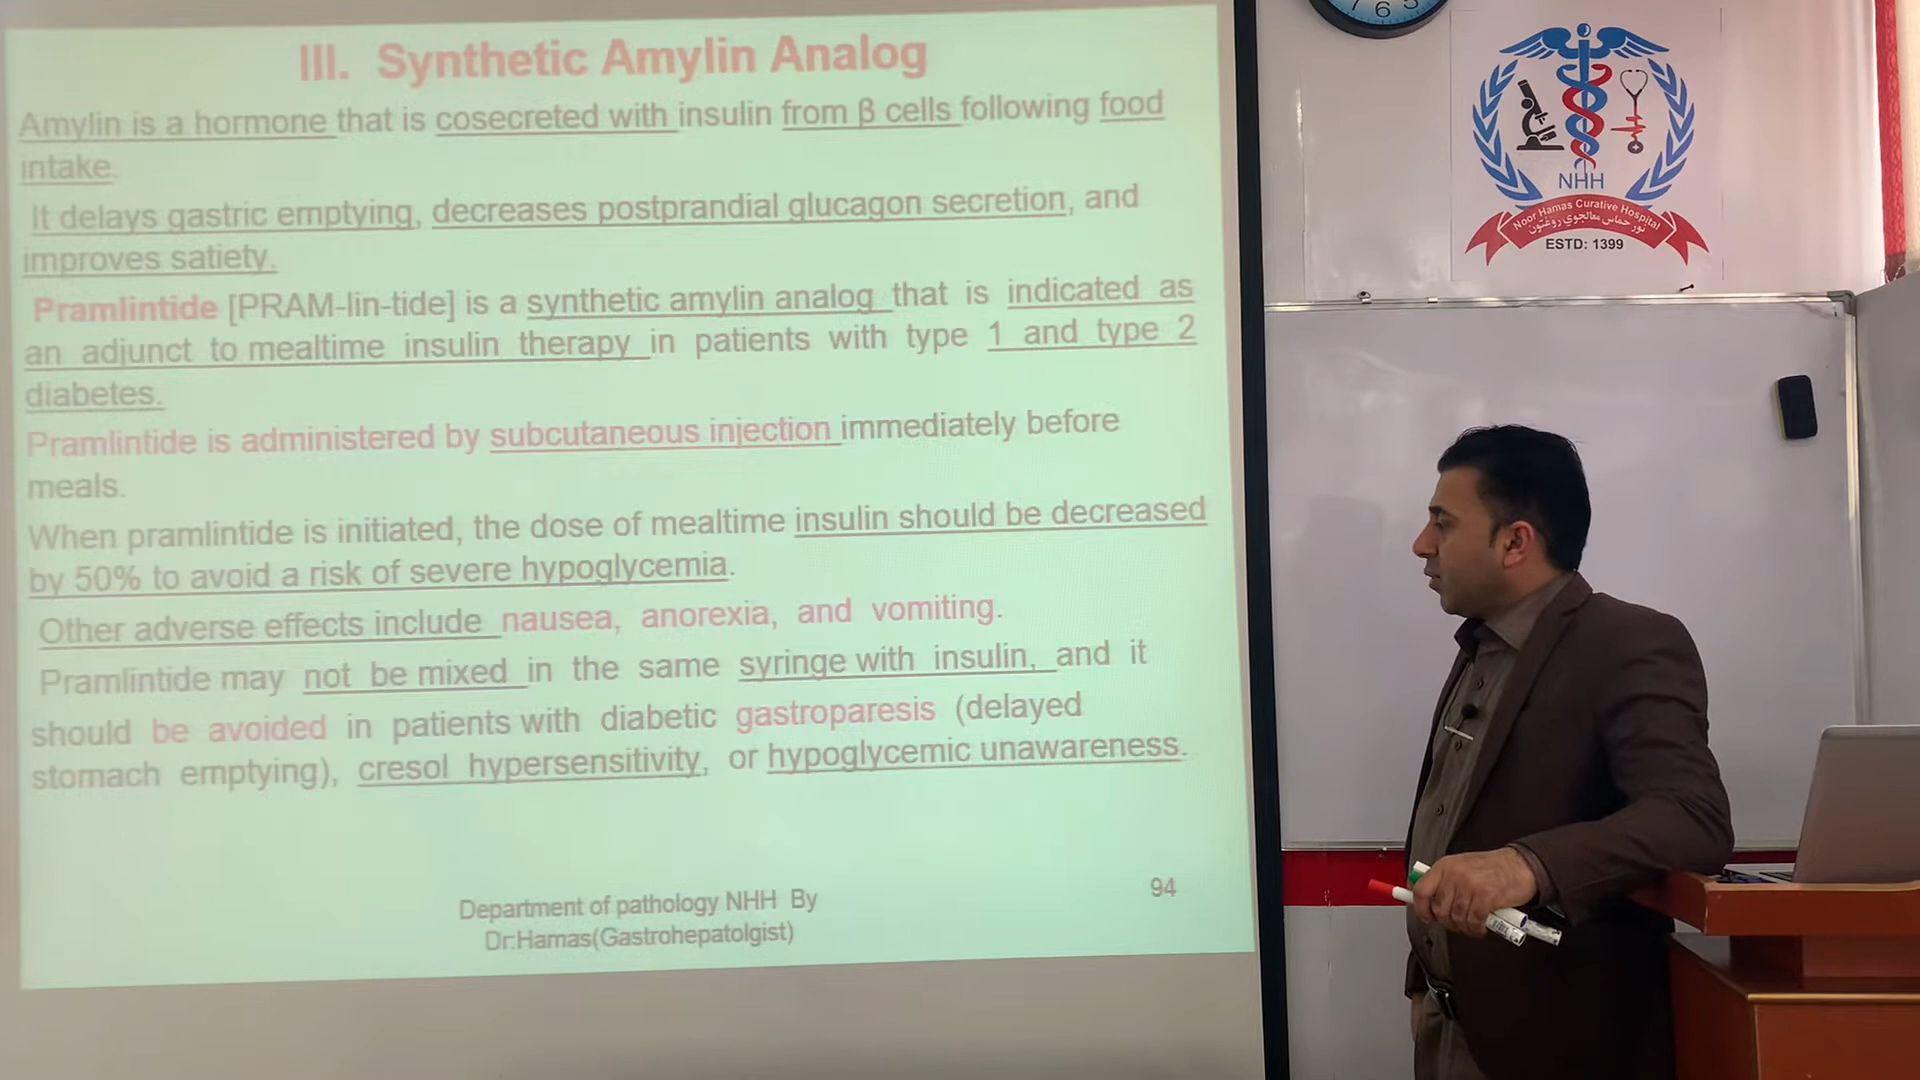 III. Synthetic Amylin Analog
Amylin is a hormone that is cosecreted with insulin from β cells following food
intake.
It delays gastric emptying, decreases postprandial glucagon secretion, and
improves satiety.
Pramlintide [PRAM-lin-tide] is a synthetic amylin analog that is indicated as
an adjunct to mealtime insulin therapy in patients with type 1 and type 2
diabetes.
Pramlintide is administered by subcutaneous injection immediately before
meals.
When pramlintide is initiated, the dose of mealtime insulin should be decreased
by 50% to avoid a risk of severe hypoglycemia.
Other adverse effects include nausea, anorexia, and vomiting.
Pramlintide may not be mixed in the same syringe with insulin, and it
should be avoided in patients with diabetic gastroparesis (delayed
stomach emptying), cresol hypersensitivity, or hypoglycemic unawareness.
Department of pathology NHH By
Dr:Hamas(Gastrohepatolgist)
94
7 6 5
NHH
Noor Hamas Curative Hospital
نور حماس معالجوي روغتون
ESTD: 1399